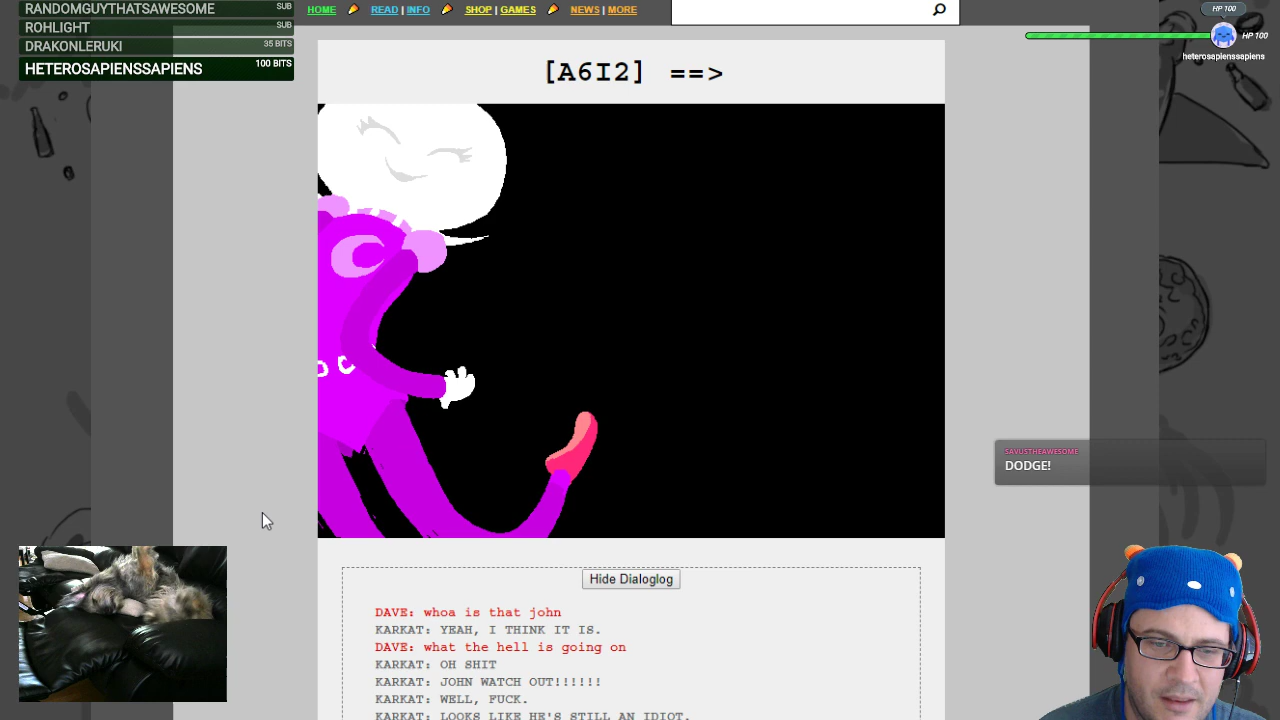 RANDOMGUYTHATSAWESOME SUB
ROHLIGHT SUB
DRAKONLERUKI 35 BITS
HETEROSAPIENSSAPIENS 100 BITS
HOME READ | INFO SHOP | GAMES NEWS | MORE
HP 100
HP 100
heterosapienssapiens
[A6I2] ==>
SAVUSTHEAWESOME
DODGE!
Hide Dialoglog
DAVE: whoa is that john
KARKAT: YEAH, I THINK IT IS.
DAVE: what the hell is going on
KARKAT: OH SHIT
KARKAT: JOHN WATCH OUT!!!!!!
KARKAT: WELL, FUCK.
KARKAT: LOOKS LIKE HE'S STILL AN IDIOT.